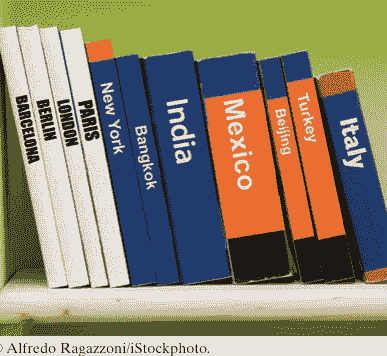 BARCELONA
BERLIN
LONDON
PARIS
New York
Bangkok
India
Mexico
Beijing
Turkey
Italy
© Alfredo Ragazzoni/iStockphoto.